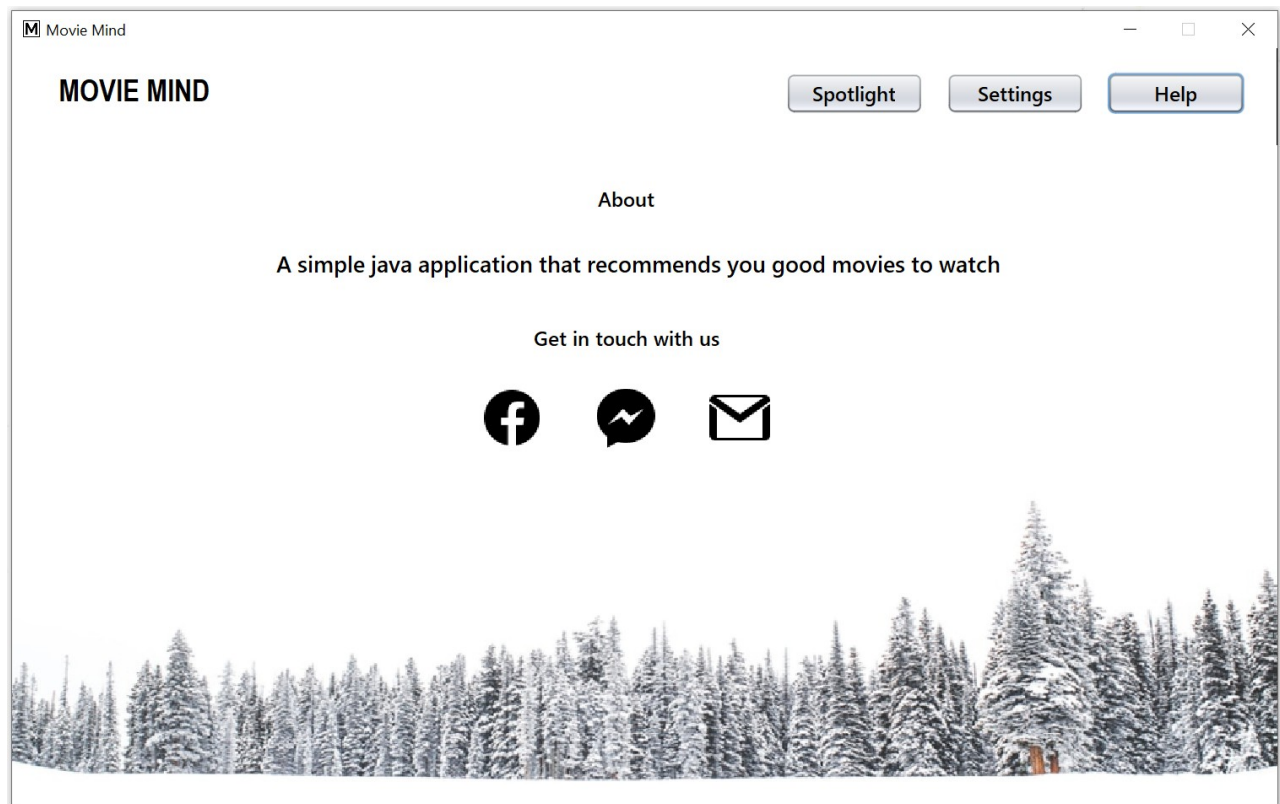 M Movie Mind
MOVIE MIND
Spotlight
Settings
Help
About
A simple java application that recommends you good movies to watch
Get in touch with us